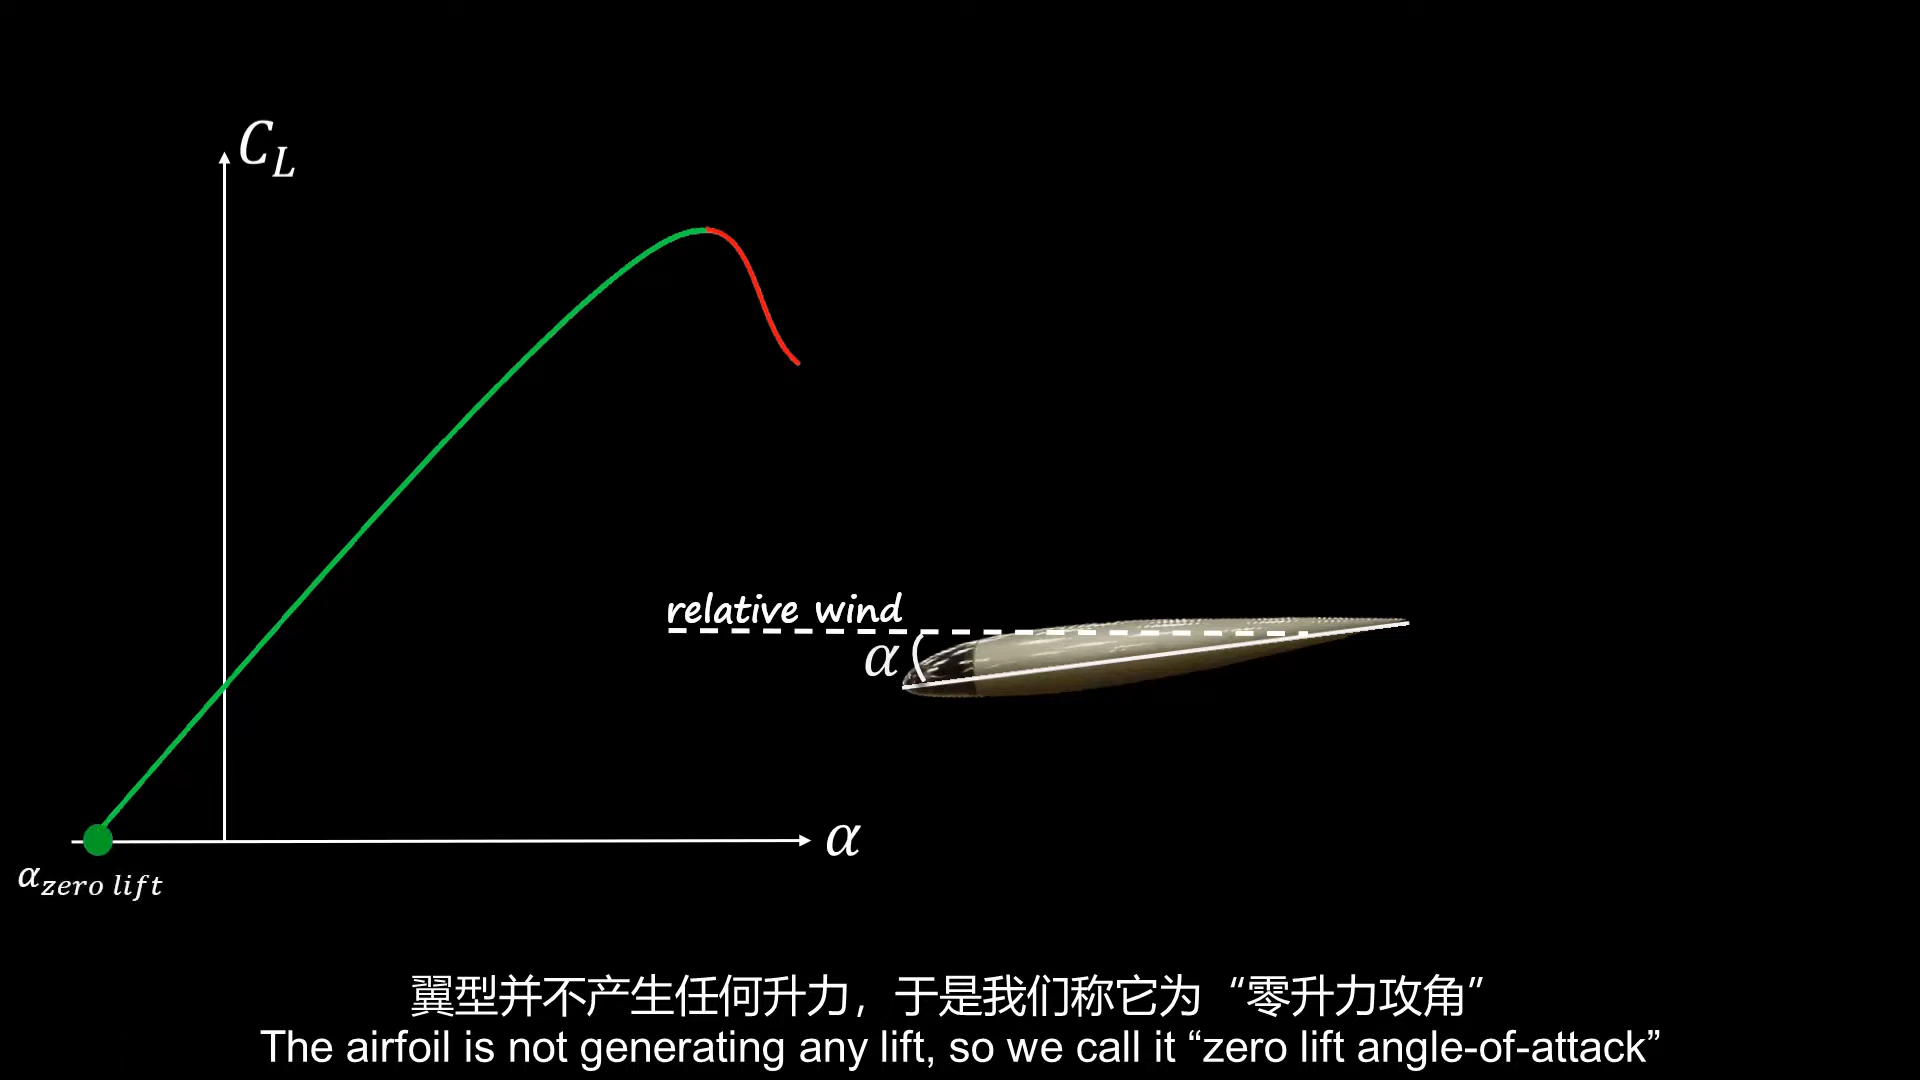 C_L
relative wind
α
α
α_zero lift
翼型并不产生任何升力，于是我们称它为“零升力攻角”
The airfoil is not generating any lift, so we call it “zero lift angle-of-attack”